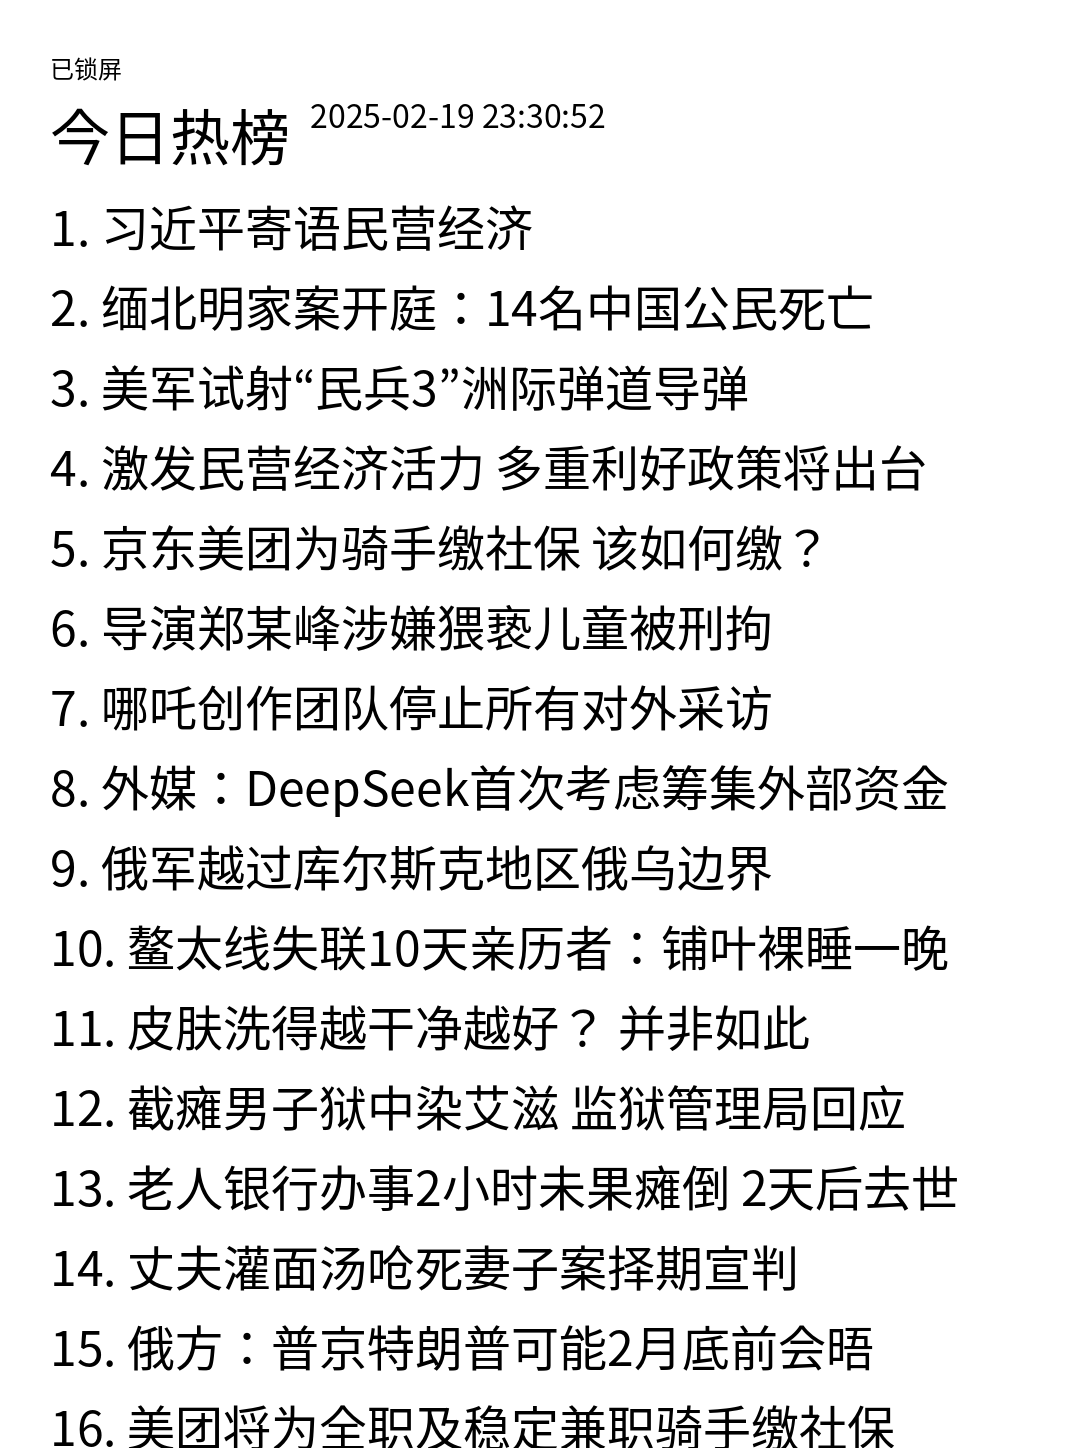 已锁屏
今日热榜 2025-02-19 23:30:52
1. 习近平寄语民营经济
2. 缅北明家案开庭：14名中国公民死亡
3. 美军试射“民兵3”洲际弹道导弹
4. 激发民营经济活力 多重利好政策将出台
5. 京东美团为骑手缴社保 该如何缴？
6. 导演郑某峰涉嫌猥亵儿童被刑拘
7. 哪吒创作团队停止所有对外采访
8. 外媒：DeepSeek首次考虑筹集外部资金
9. 俄军越过库尔斯克地区俄乌边界
10. 鳌太线失联10天亲历者：铺叶裸睡一晚
11. 皮肤洗得越干净越好？ 并非如此
12. 截瘫男子狱中染艾滋 监狱管理局回应
13. 老人银行办事2小时未果瘫倒 2天后去世
14. 丈夫灌面汤呛死妻子案择期宣判
15. 俄方：普京特朗普可能2月底前会晤
16. 美团将为全职及稳定兼职骑手缴社保